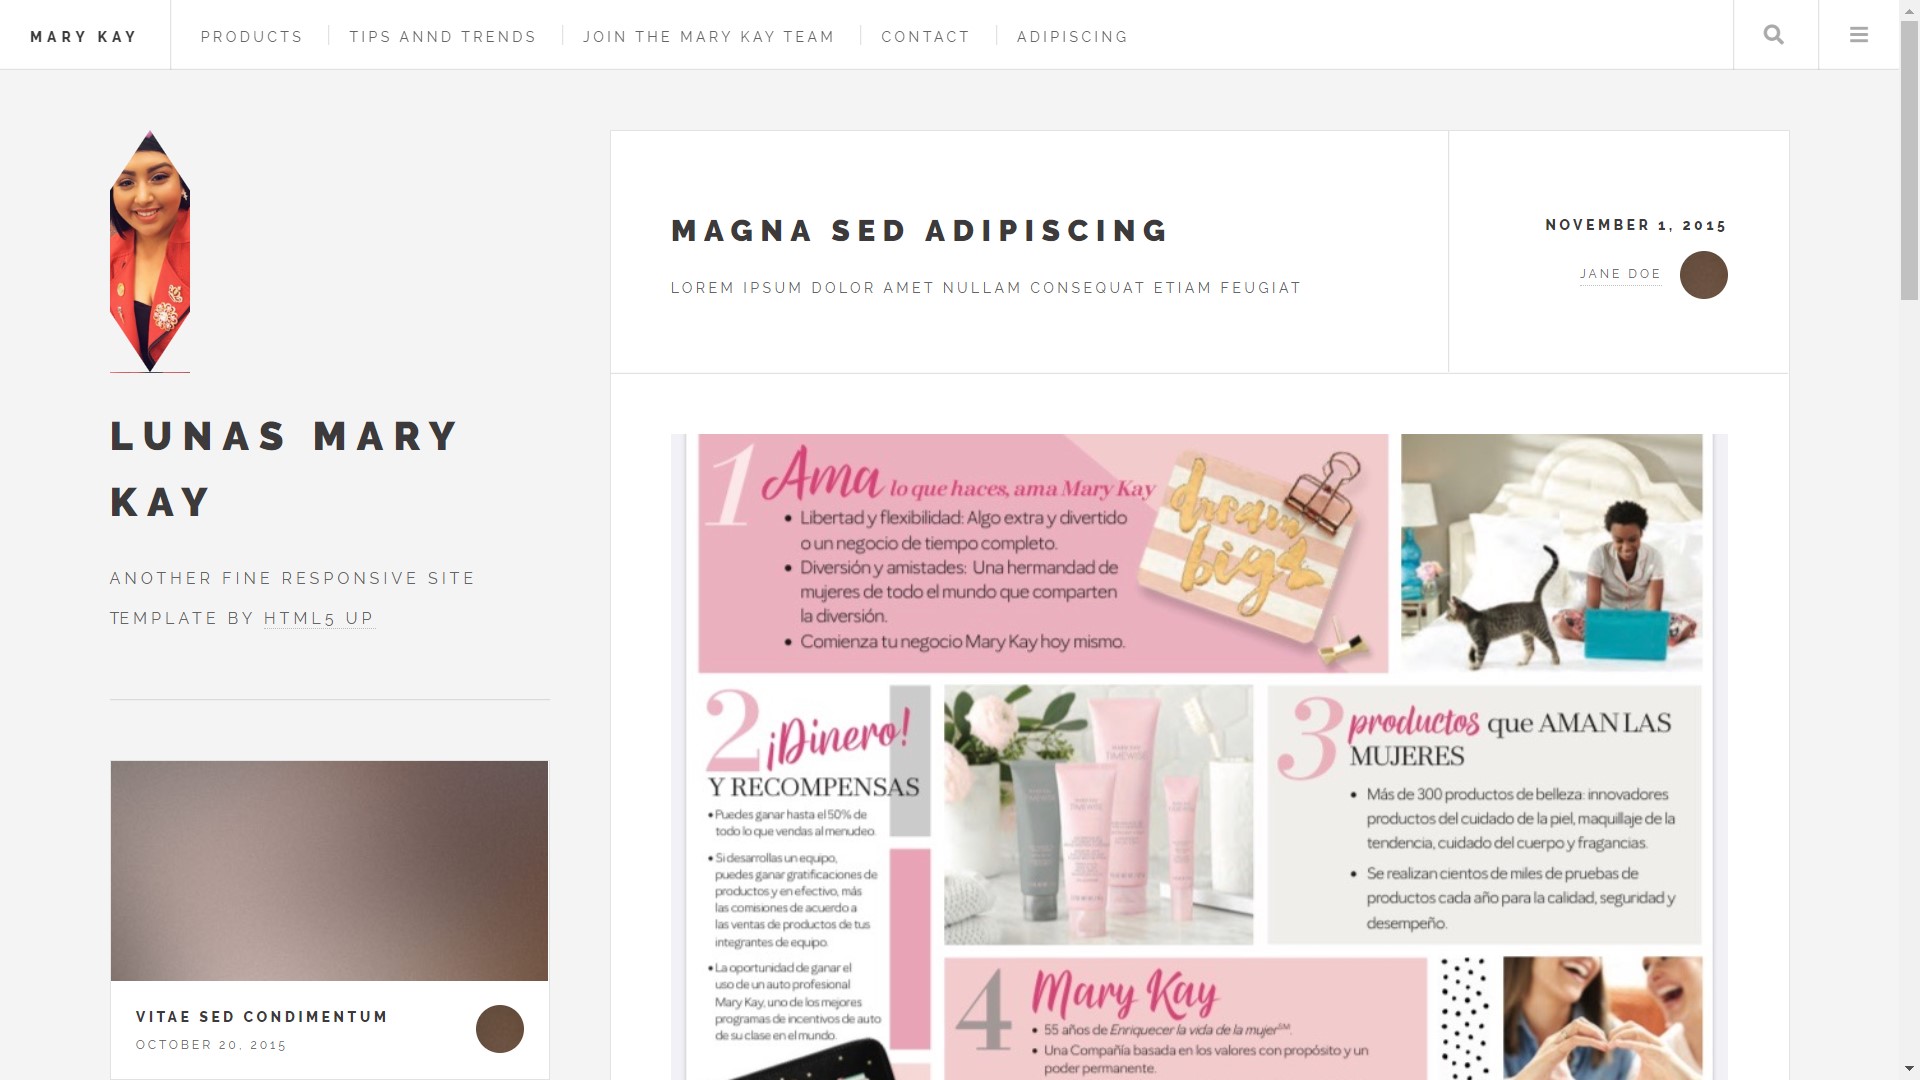 MARY KAY
PRODUCTS
TIPS ANND TRENDS
JOIN THE MARY KAY TEAM
CONTACT
ADIPISCING
LUNAS MARY
KAY
ANOTHER FINE RESPONSIVE SITE
TEMPLATE BY HTML5 UP
VITAE SED CONDIMENTUM
OCTOBER 20, 2015
MAGNA SED ADIPISCING
LOREM IPSUM DOLOR AMET NULLAM CONSEQUAT ETIAM FEUGIAT
NOVEMBER 1, 2015
JANE DOE
1 Ama lo que haces, ama Mary Kay
• Libertad y flexibilidad: Algo extra y divertido
o un negocio de tiempo completo.
• Diversión y amistades: Una hermandad de
mujeres de todo el mundo que comparten
la diversión.
• Comienza tu negocio Mary Kay hoy mismo.
dream
big
2 ¡Dinero!
Y RECOMPENSAS
• Puedes ganar hasta el 50% de
todo lo que vendas al menudeo.
• Si desarrollas un equipo,
puedes ganar gratificaciones de
productos y en efectivo, más
las comisiones de acuerdo a
las ventas de productos de tus
integrantes de equipo.
• La oportunidad de ganar el
uso de un auto profesional
Mary Kay, uno de los mejores
programas de incentivos de auto
de su clase en el mundo.
TIMEWISE
TIMEWISE
3 productos que AMAN LAS
MUJERES
• Más de 300 productos de belleza: innovadores
productos del cuidado de la piel, maquillaje de la
tendencia, cuidado del cuerpo y fragancias.
• Se realizan cientos de miles de pruebas de
productos cada año para la calidad, seguridad y
desempeño.
4 Mary Kay
• 55 años de Enriquecer la vida de la mujer℠.
• Una Compañía basada en los valores con propósito y un
poder permanente.